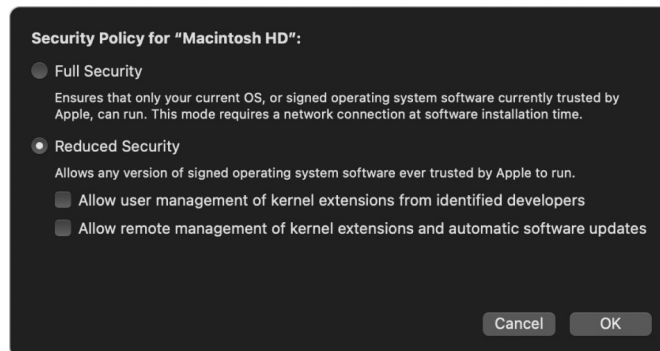 Security Policy for “Macintosh HD”:
Full Security
Ensures that only your current OS, or signed operating system software currently trusted by
Apple, can run. This mode requires a network connection at software installation time.
Reduced Security
Allows any version of signed operating system software ever trusted by Apple to run.
Allow user management of kernel extensions from identified developers
Allow remote management of kernel extensions and automatic software updates
Cancel OK